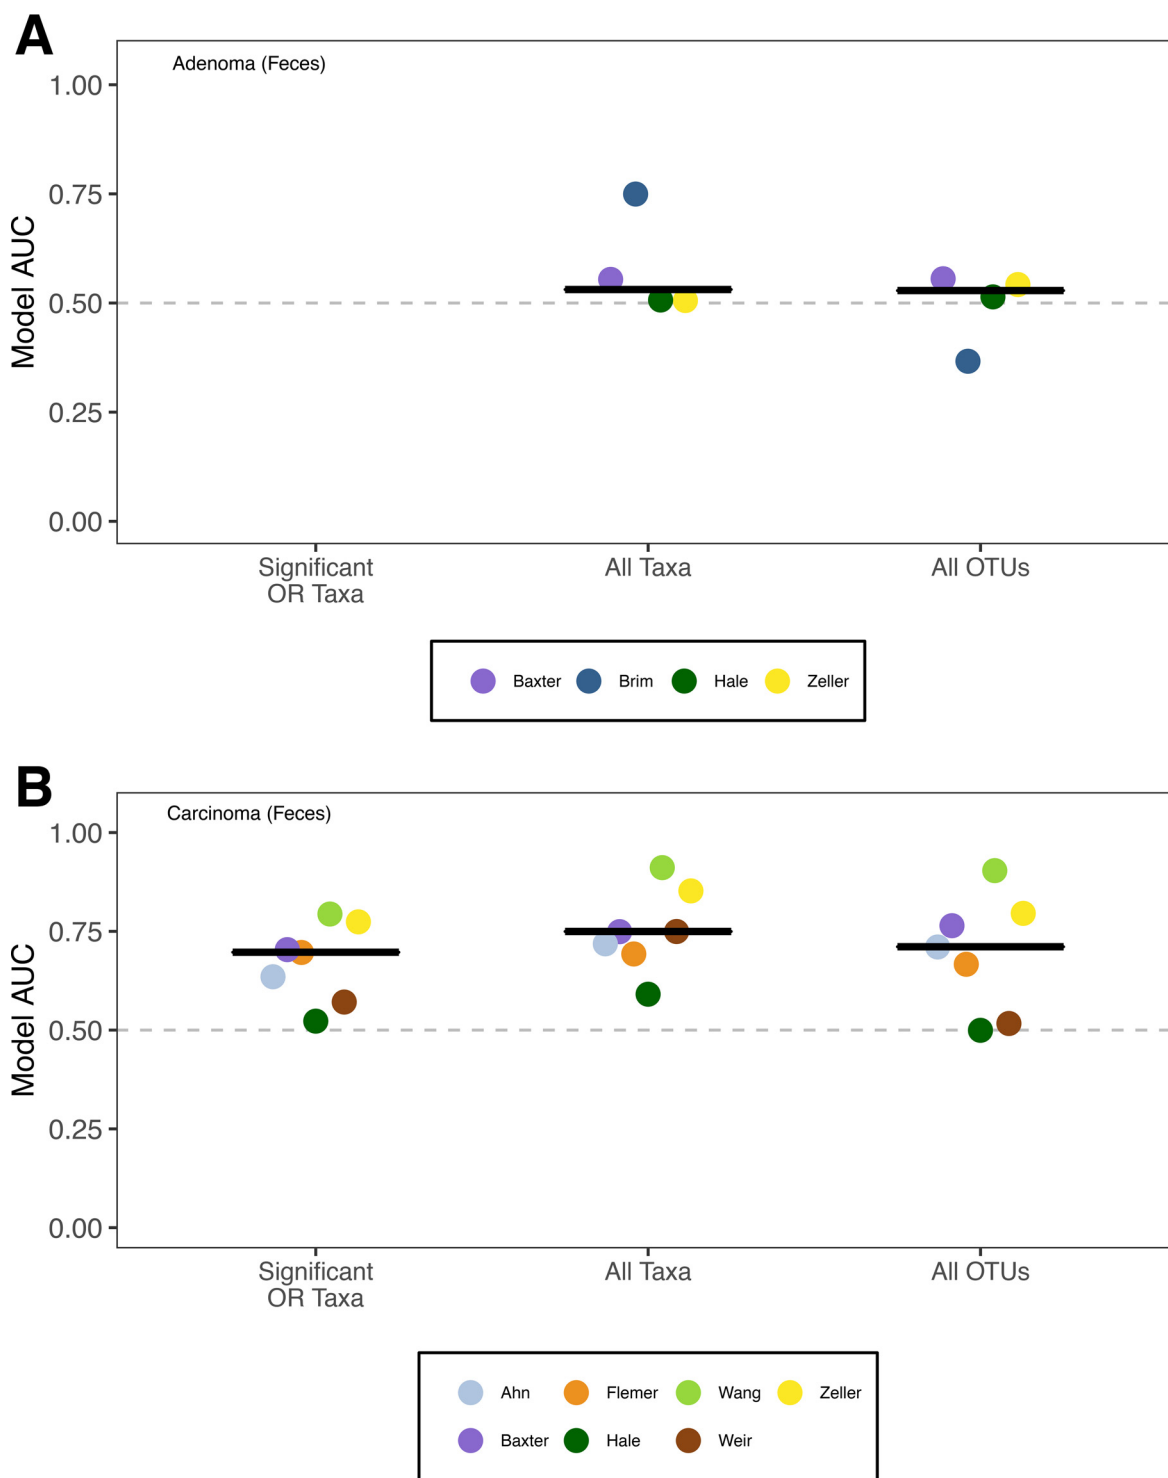 A
Adenoma (Feces)
1.00
0.75
0.50
0.25
0.00
Model AUC
Significant
OR Taxa
All Taxa
All OTUs
Baxter
Brim
Hale
Zeller
B
Carcinoma (Feces)
1.00
0.75
0.50
0.25
0.00
Model AUC
Significant
OR Taxa
All Taxa
All OTUs
Ahn
Flemer
Wang
Zeller
Baxter
Hale
Weir